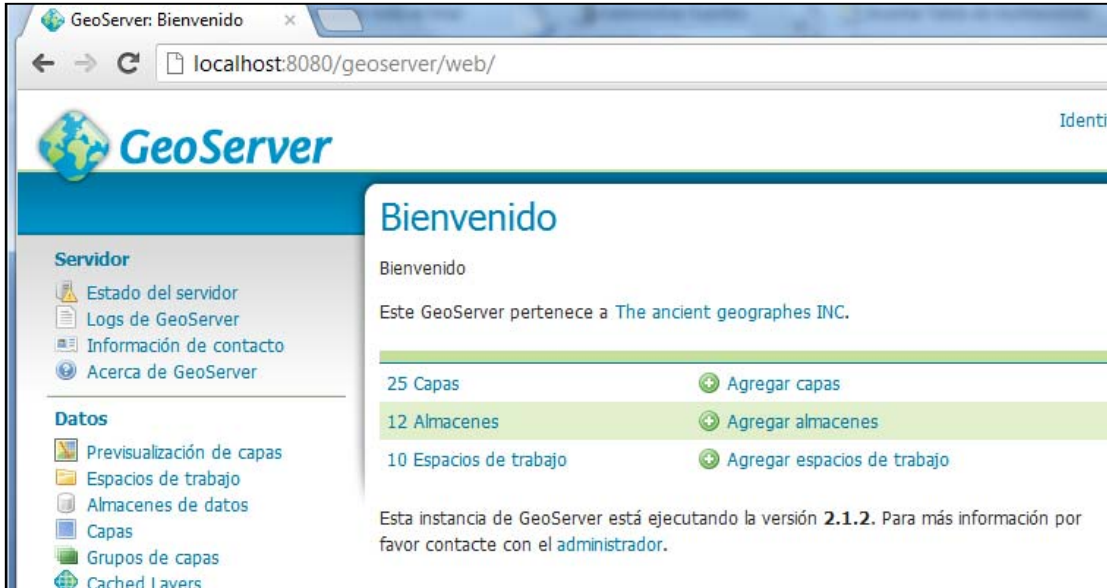 GeoServer: Bienvenido
localhost:8080/geoserver/web/
GeoServer
Identi
Bienvenido
Servidor
Estado del servidor
Logs de GeoServer
Información de contacto
Acerca de GeoServer
Datos
Previsualización de capas
Espacios de trabajo
Almacenes de datos
Capas
Grupos de capas
Cached Layers
Bienvenido
Este GeoServer pertenece a The ancient geographes INC.
25 Capas Agregar capas
12 Almacenes Agregar almacenes
10 Espacios de trabajo Agregar espacios de trabajo
Esta instancia de GeoServer está ejecutando la versión 2.1.2. Para más información por
favor contacte con el administrador.